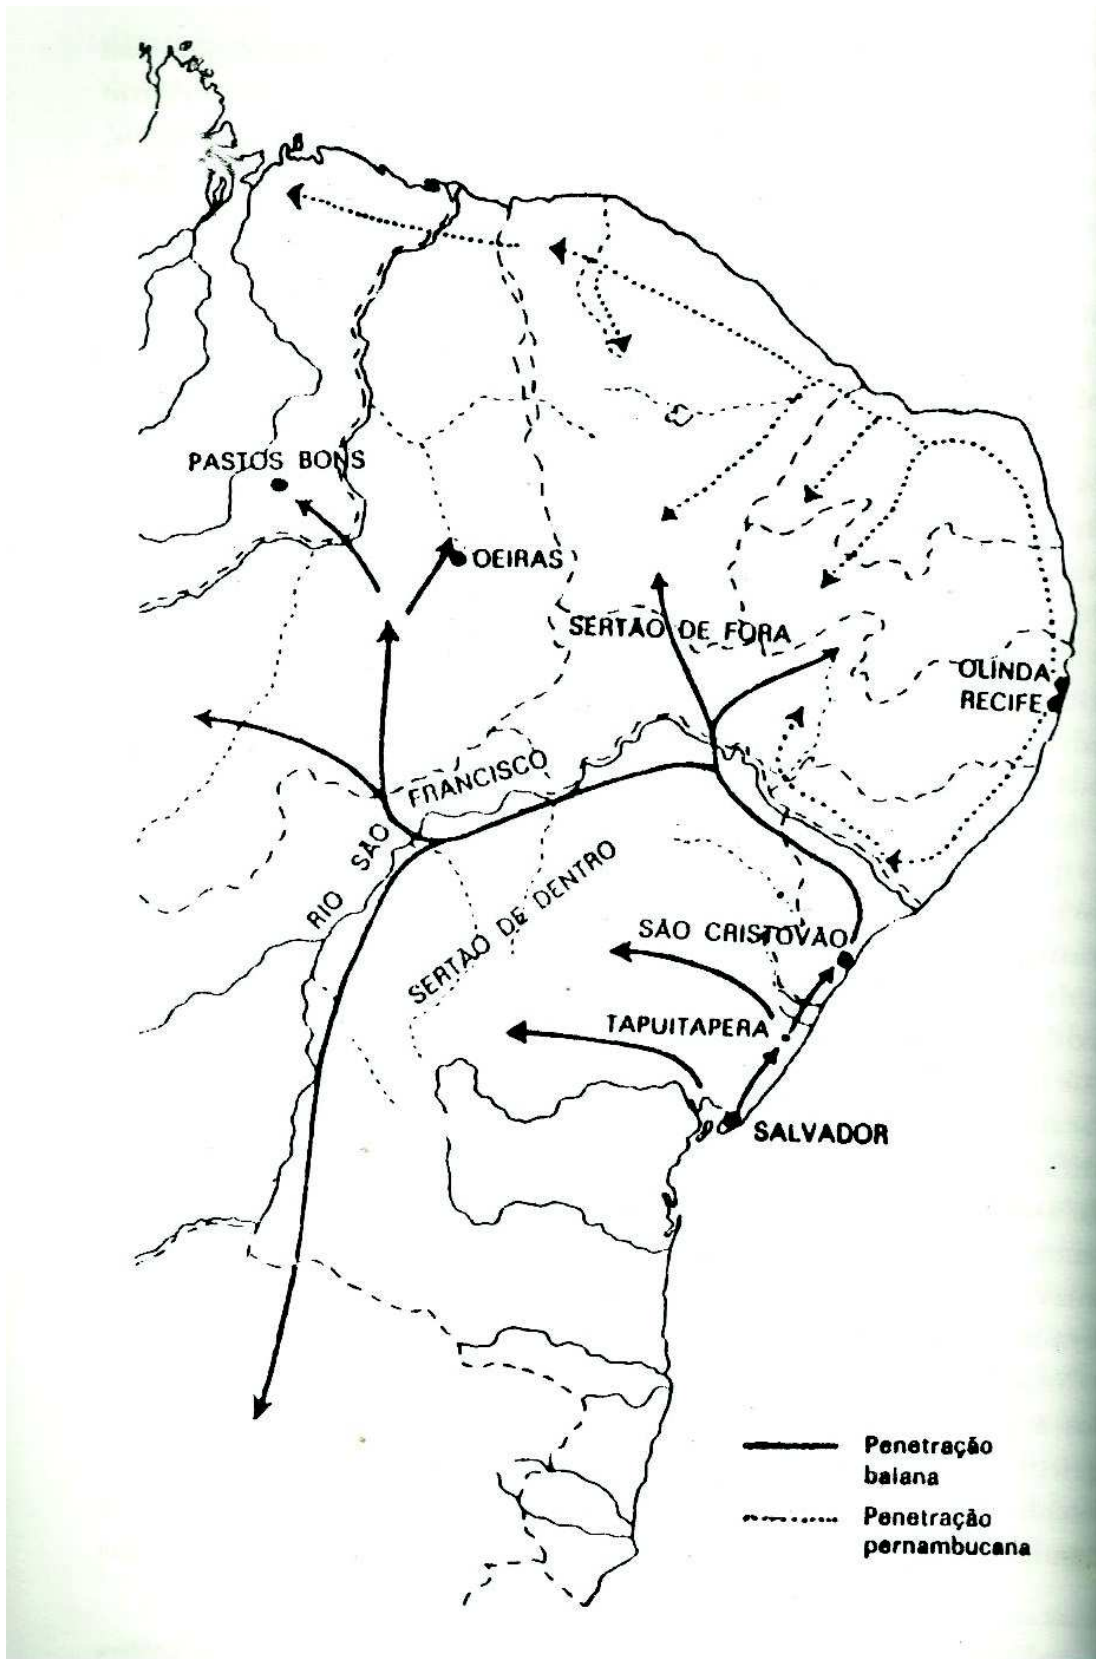 PASTOS BONS
OEIRAS
SERTÃO DE FORA
OLINDA
RECIFE
RIO SÃO FRANCISCO
SERTÃO DE DENTRO
SÃO CRISTOVÃO
TAPUITAPERA
SALVADOR
Penetração
baiana
Penetração
pernambucana